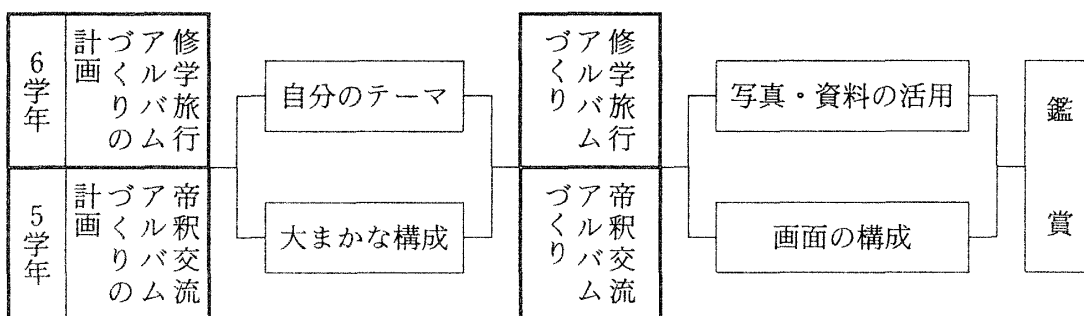 6学年
修学旅行
アルバム
づくりの
計画
自分のテーマ
修学旅行
アルバム
づくり
写真・資料の活用
鑑賞
5学年
帝釈交流
アルバム
づくりの
計画
大まかな構成
帝釈交流
アルバム
づくり
画面の構成